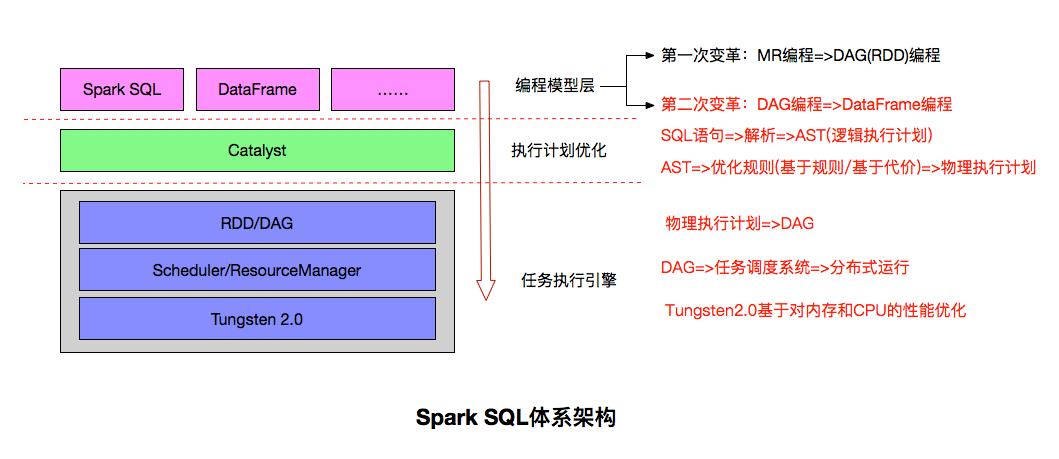 Spark SQL
DataFrame
……
编程模型层
第一次变革：MR编程=>DAG(RDD)编程
第二次变革：DAG编程=>DataFrame编程
Catalyst
执行计划优化
SQL语句=>解析=>AST(逻辑执行计划)
AST=>优化规则(基于规则/基于代价)=>物理执行计划
RDD/DAG
Scheduler/ResourceManager
Tungsten 2.0
任务执行引擎
物理执行计划=>DAG
DAG=>任务调度系统=>分布式运行
Tungsten2.0基于对内存和CPU的性能优化
Spark SQL体系架构